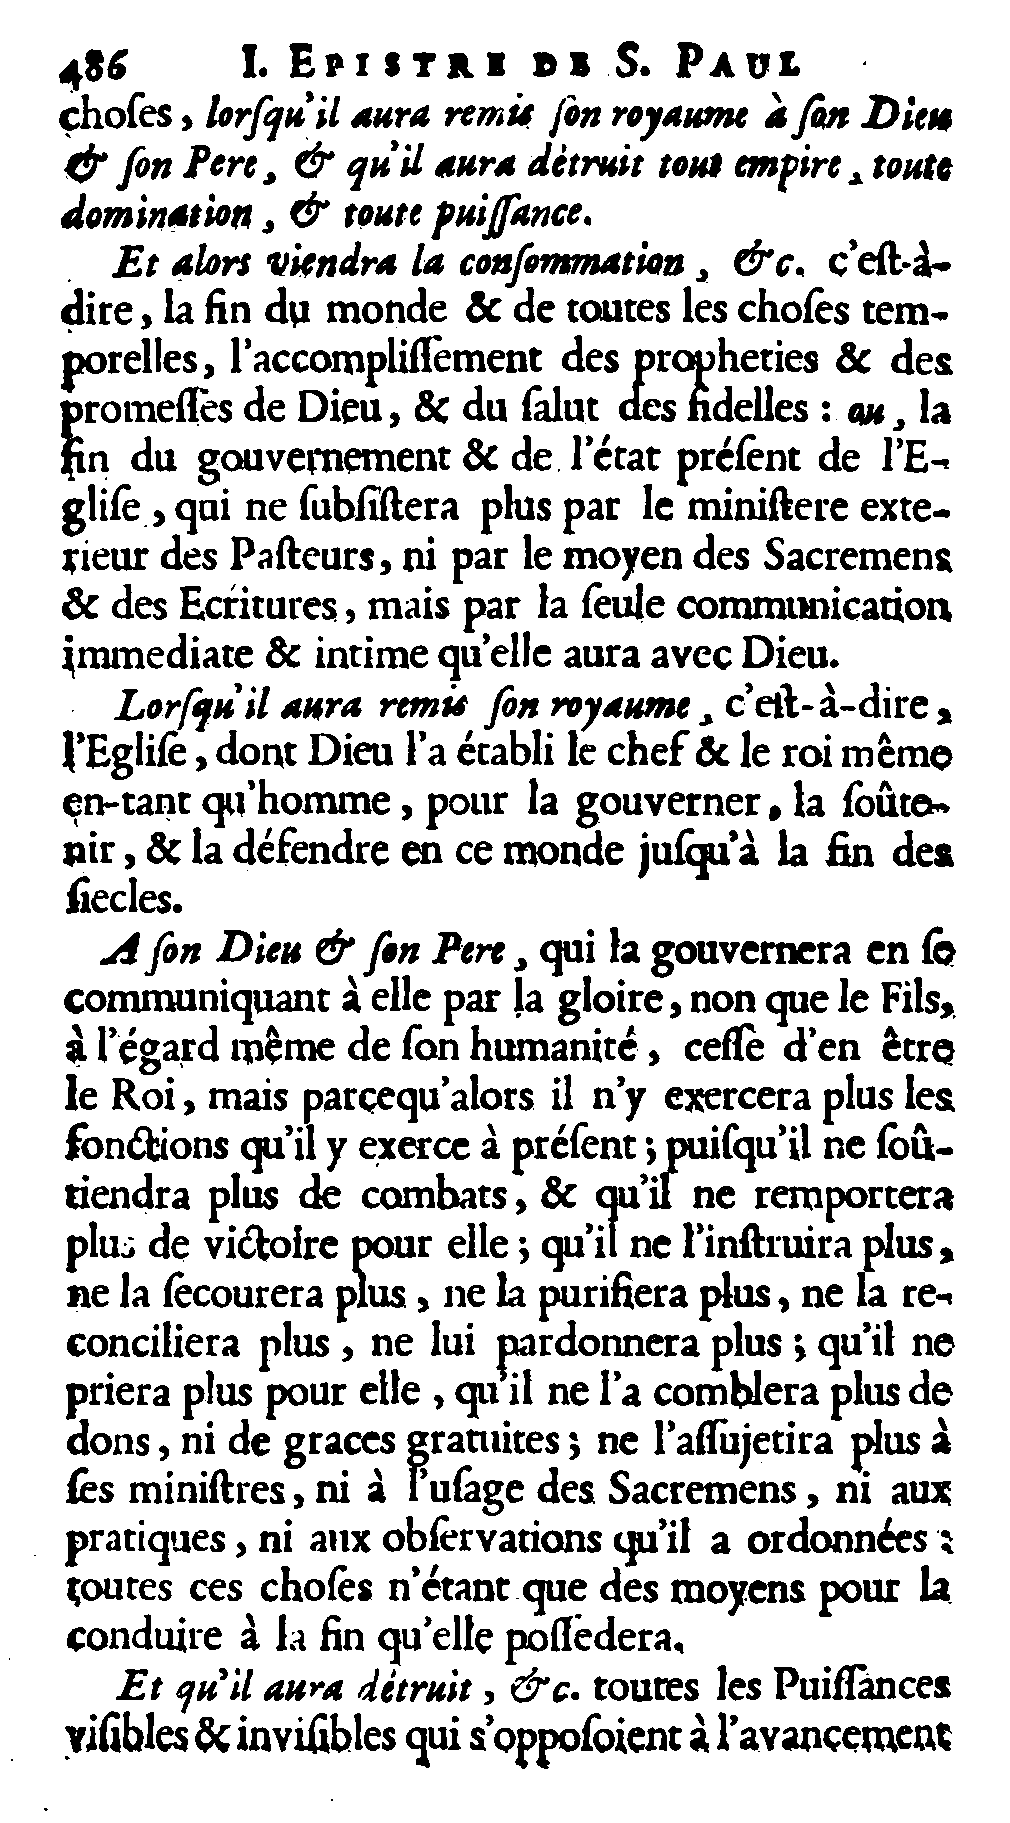 486 I. EPISTRE DE S. PAUL
choſes, lorſqu'il aura remis ſon royaume à ſon Dieu
& ſon Pere, & qu'il aura détruit tout empire, toute
domination, & toute puiſſance.
Et alors viendra la conſommation, &c. c'eſt-à-
dire, la fin du monde & de toutes les choſes tem-
porelles, l'accompliſſement des propheties & des
promeſſes de Dieu, & du ſalut des fidelles : ou, la
fin du gouvernement & de l'état préſent de l'E-
gliſe, qui ne ſubſiſtera plus par le miniſtere exte-
rieur des Paſteurs, ni par le moyen des Sacremens
& des Ecritures, mais par la ſeule communication
immediate & intime qu'elle aura avec Dieu.
Lorſqu'il aura remis ſon royaume, c'eſt-à-dire,
l'Egliſe, dont Dieu l'a établi le chef & le roi même
en-tant qu'homme, pour la gouverner, la ſoûte-
nir, & la défendre en ce monde juſqu'à la fin des
ſiecles.
A ſon Dieu & ſon Pere, qui la gouvernera en ſe
communiquant à elle par la gloire, non que le Fils,
à l'égard même de ſon humanité, ceſſe d'en être
le Roi, mais parcequ'alors il n'y exercera plus les
fonctions qu'il y exerce à préſent; puiſqu'il ne ſoû-
tiendra plus de combats, & qu'il ne remportera
plus de victoire pour elle; qu'il ne l'inſtruira plus,
ne la ſecourera plus, ne la purifiera plus, ne la re-
conciliera plus, ne lui pardonnera plus; qu'il ne
priera plus pour elle, qu'il ne l'a comblera plus de
dons, ni de graces gratuites; ne l'aſſujetira plus à
ſes miniſtres, ni à l'uſage des Sacremens, ni aux
pratiques, ni aux obſervations qu'il a ordonnées :
toutes ces choſes n'étant que des moyens pour la
conduire à la fin qu'elle poſſedera.
Et qu'il aura détruit, &c. toutes les Puiſſances
viſibles & inviſibles qui s'oppoſoient à l'avancement